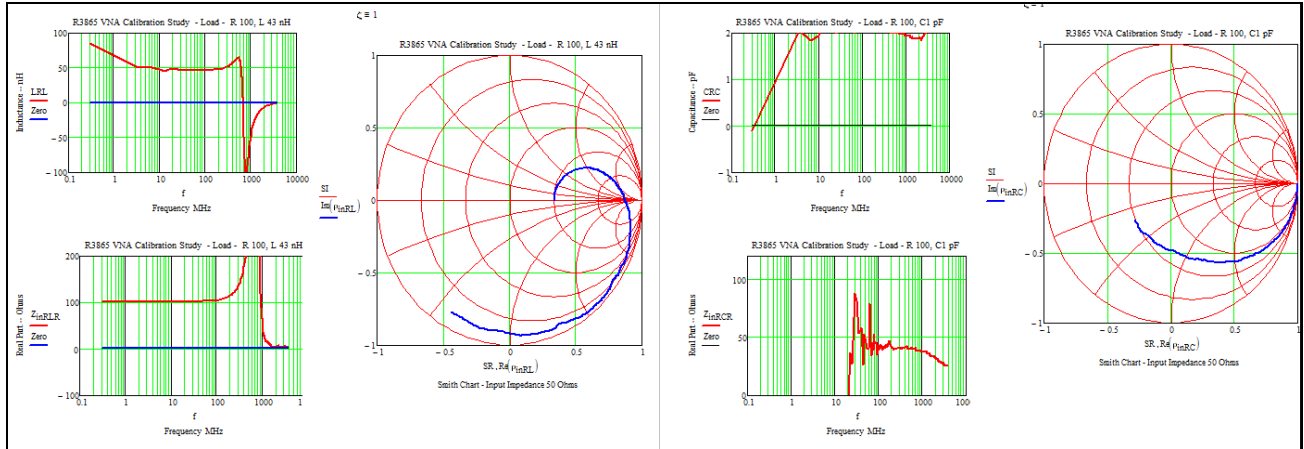 R3865 VNA Calibration Study - Load - R 100, L 43 nH
100
50
0
− 50
− 100
Inductance -- nH
LRL
Zero
0.1
1
10
100
1000
10000
f
Frequency MHz
R3865 VNA Calibration Study - Load - R 100, L 43 nH
200
100
0
− 100
Real Part -- Ohms
ZinRLR
Zero
0.1
1
10
100
1000
1
f
Frequency MHz
ζ ≡ 1
R3865 VNA Calibration Study - Load - R 100, L 43 nH
1
0.5
0
− 0.5
− 1
SI
Im(ρinRL)
− 1
− 0.5
0
0.5
1
SR , Re(ρinRL)
Smith Chart - Input Impedance 50 Ohms
R3865 VNA Calibration Study - Load - R 100, C1 pF
2
1
0
− 1
Capacitance -- pF
CRC
Zero
0.1
1
10
100
1000
10000
f
Frequency MHz
R3865 VNA Calibration Study - Load - R 100, C1 pF
100
50
0
Real Part -- Ohms
ZinRCR
Zero
0.1
1
10
100
1000
10000
f
Frequency MHz
R3865 VNA Calibration Study - Load - R 100, C1 pF
1
0.5
0
− 0.5
− 1
SI
Im(ρinRC)
− 1
− 0.5
0
0.5
1
SR , Re(ρinRC)
Smith Chart - Input Impedance 50 Ohms